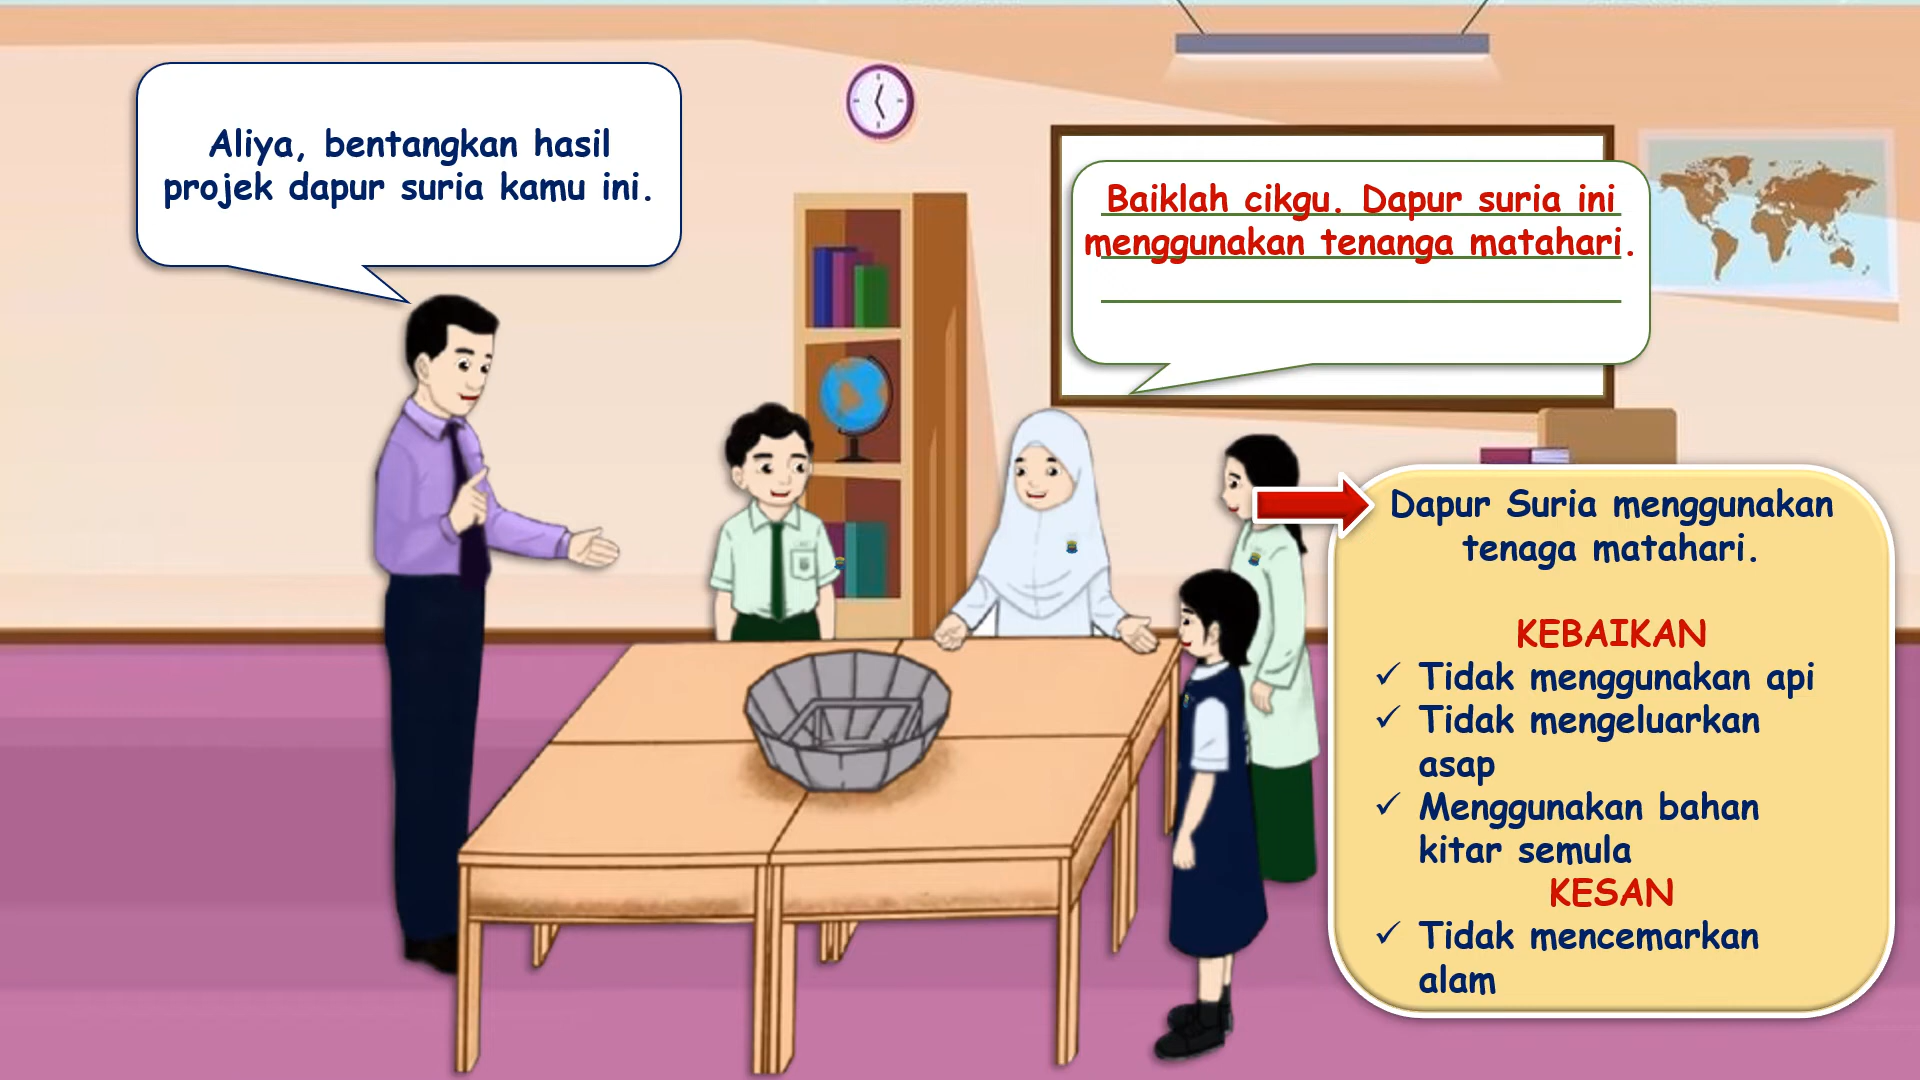 Aliya, bentangkan hasil
projek dapur suria kamu ini.
Baiklah cikgu. Dapur suria ini
menggunakan tenanga matahari.
Dapur Suria menggunakan
tenaga matahari.
KEBAIKAN
✓ Tidak menggunakan api
✓ Tidak mengeluarkan
asap
✓ Menggunakan bahan
kitar semula
KESAN
✓ Tidak mencemarkan
alam